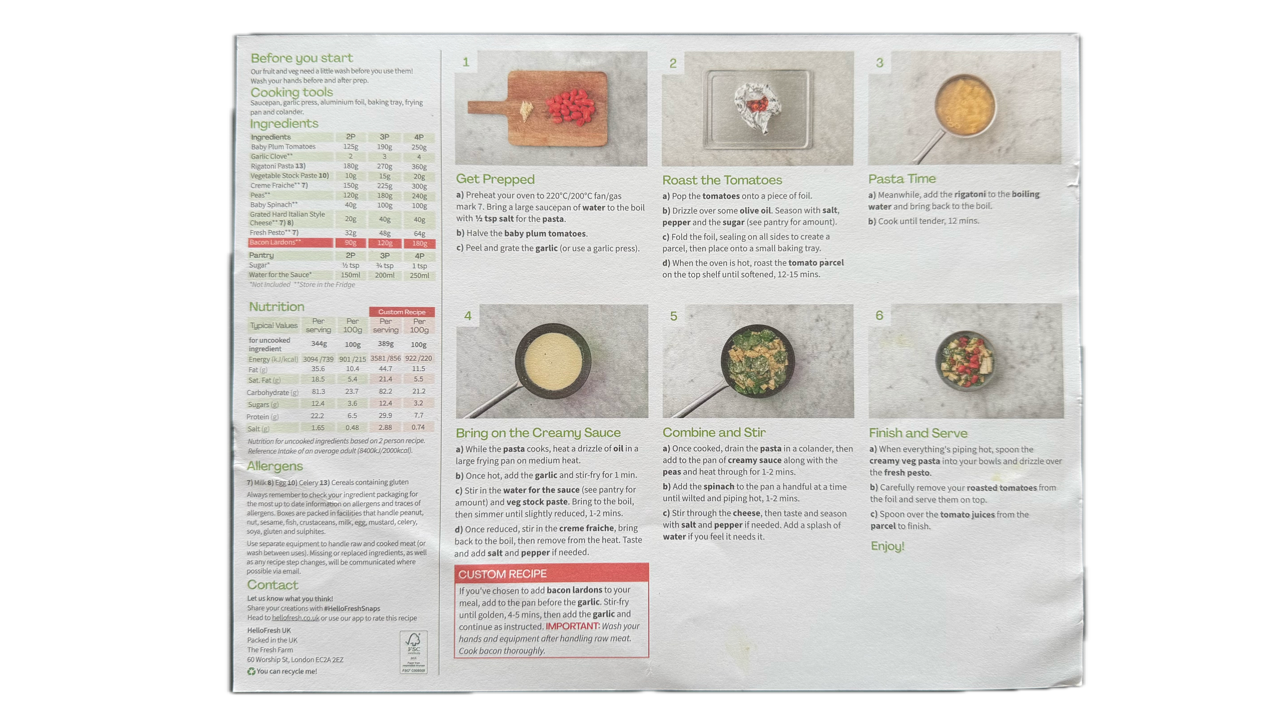 Before you start
Our fruit and veg need a little wash before you use them!
Wash your hands before and after prep.
Cooking tools
Saucepan, garlic press, aluminium foil, baking tray, frying
pan and colander.
Ingredients
Ingredients 2P 3P 4P
Baby Plum Tomatoes 125g 190g 250g
Garlic Clove** 2 3 4
Rigatoni Pasta 13) 180g 270g 360g
Vegetable Stock Paste 10) 10g 15g 20g
Creme Fraiche** 7) 150g 225g 300g
Peas** 120g 180g 240g
Baby Spinach** 40g 100g 100g
Grated Hard Italian Style
Cheese** 7) 8) 20g 40g 40g
Fresh Pesto** 7) 32g 48g 64g
Bacon Lardons** 90g 120g 180g
Pantry 2P 3P 4P
Sugar* ½ tsp ¾ tsp 1 tsp
Water for the Sauce* 150ml 200ml 250ml
*Not Included **Store in the Fridge
Nutrition
Custom Recipe
Typical Values Per serving Per 100g Per serving Per 100g
for uncooked
ingredient 344g 100g 389g 100g
Energy (kJ/kcal) 3094 /739 901 /215 3581 /856 922 /220
Fat (g) 35.6 10.4 44.7 11.5
Sat. Fat (g) 18.5 5.4 21.4 5.5
Carbohydrate (g) 81.3 23.7 82.2 21.2
Sugars (g) 12.4 3.6 12.4 3.2
Protein (g) 22.2 6.5 29.9 7.7
Salt (g) 1.65 0.48 2.88 0.74
Nutrition for uncooked ingredients based on 2 person recipe.
Reference Intake of an average adult (8400kJ/2000kcal).
Allergens
7) Milk 8) Egg 10) Celery 13) Cereals containing gluten
Always remember to check your ingredient packaging for
the most up to date information on allergens and traces of
allergens. Boxes are packed in facilities that handle peanut,
nut, sesame, fish, crustaceans, milk, egg, mustard, celery,
soya, gluten and sulphites.
Use separate equipment to handle raw and cooked meat (or
wash between uses). Missing or replaced ingredients, as well
as any recipe step changes, will be communicated where
possible via email.
Contact
Let us know what you think!
Share your creations with #HelloFreshSnaps
Head to hellofresh.co.uk or use our app to rate this recipe
HelloFresh UK
Packed in the UK
The Fresh Farm
60 Worship St, London EC2A 2EZ
You can recycle me!
FSC
1
Get Prepped
a) Preheat your oven to 220°C/200°C fan/gas
mark 7. Bring a large saucepan of water to the boil
with ½ tsp salt for the pasta.
b) Halve the baby plum tomatoes.
c) Peel and grate the garlic (or use a garlic press).
2
Roast the Tomatoes
a) Pop the tomatoes onto a piece of foil.
b) Drizzle over some olive oil. Season with salt,
pepper and the sugar (see pantry for amount).
c) Fold the foil, sealing on all sides to create a
parcel, then place onto a small baking tray.
d) When the oven is hot, roast the tomato parcel
on the top shelf until softened, 12-15 mins.
3
Pasta Time
a) Meanwhile, add the rigatoni to the boiling
water and bring back to the boil.
b) Cook until tender, 12 mins.
4
Bring on the Creamy Sauce
a) While the pasta cooks, heat a drizzle of oil in a
large frying pan on medium heat.
b) Once hot, add the garlic and stir-fry for 1 min.
c) Stir in the water for the sauce (see pantry for
amount) and veg stock paste. Bring to the boil,
then simmer until slightly reduced, 1-2 mins.
d) Once reduced, stir in the creme fraiche, bring
back to the boil, then remove from the heat. Taste
and add salt and pepper if needed.
CUSTOM RECIPE
If you've chosen to add bacon lardons to your
meal, add to the pan before the garlic. Stir-fry
until golden, 4-5 mins, then add the garlic and
continue as instructed. IMPORTANT: Wash your
hands and equipment after handling raw meat.
Cook bacon thoroughly.
5
Combine and Stir
a) Once cooked, drain the pasta in a colander, then
add to the pan of creamy sauce along with the
peas and heat through for 1-2 mins.
b) Add the spinach to the pan a handful at a time
until wilted and piping hot, 1-2 mins.
c) Stir through the cheese, then taste and season
with salt and pepper if needed. Add a splash of
water if you feel it needs it.
6
Finish and Serve
a) When everything's piping hot, spoon the
creamy veg pasta into your bowls and drizzle over
the fresh pesto.
b) Carefully remove your roasted tomatoes from
the foil and serve them on top.
c) Spoon over the tomato juices from the
parcel to finish.
Enjoy!